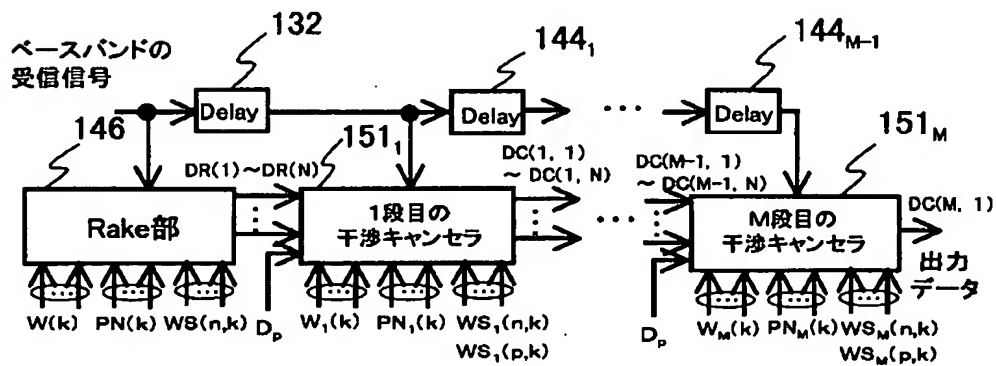 ベースバンドの
受信信号
132
144₁
144M-1
Delay
Delay
...
Delay
146
151₁
151M
DR(1)~DR(N)
DC(1, 1)
~ DC(1, N)
DC(M-1, 1)
~ DC(M-1, N)
Rake部
1段目の
干渉キャンセラ
...
M段目の
干渉キャンセラ
DC(M, 1)
出力
データ
W(k) PN(k) WS(n,k)
Dp
W₁(k) PN₁(k) WS₁(n,k)
WS₁(p,k)
Dp
WM(k) PNM(k) WSM(n,k)
WSM(p,k)